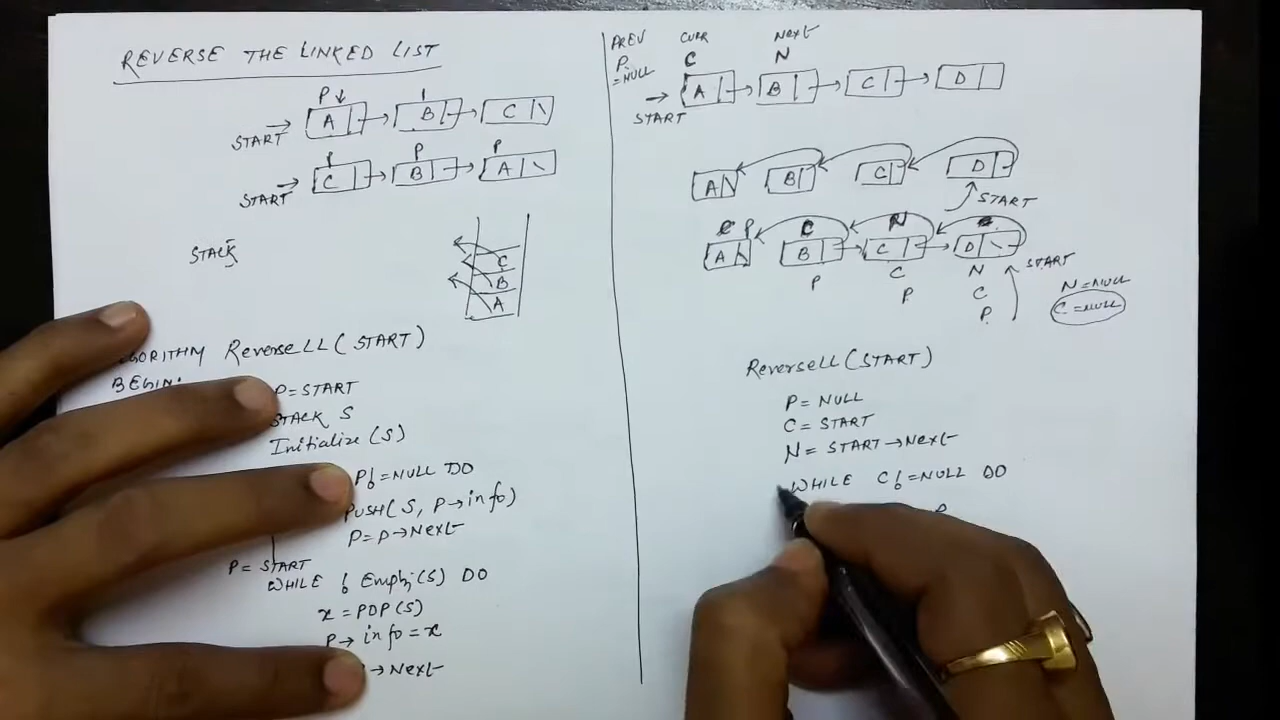 REVERSE THE LINKED LIST
P
START A B C
P P P
START C B A
STACK
C
B
A
ALGORITHM ReverseLL(START)
BEGIN:
P=START
STACK S
Initialize(S)
P!=NULL DO
PUSH(S, P→info)
P=P→Next
P=START
WHILE ! Empty(S) DO
x=POP(S)
P→info=x
→Next
PREV CURR Next
P C N
=NULL
START A B C D
A B C D
START
C P C N
A B C D
START
P C N
P C
P
N=NULL
C=NULL
ReverseLL(START)
P=NULL
C=START
N=START→Next
WHILE C!=NULL DO
P